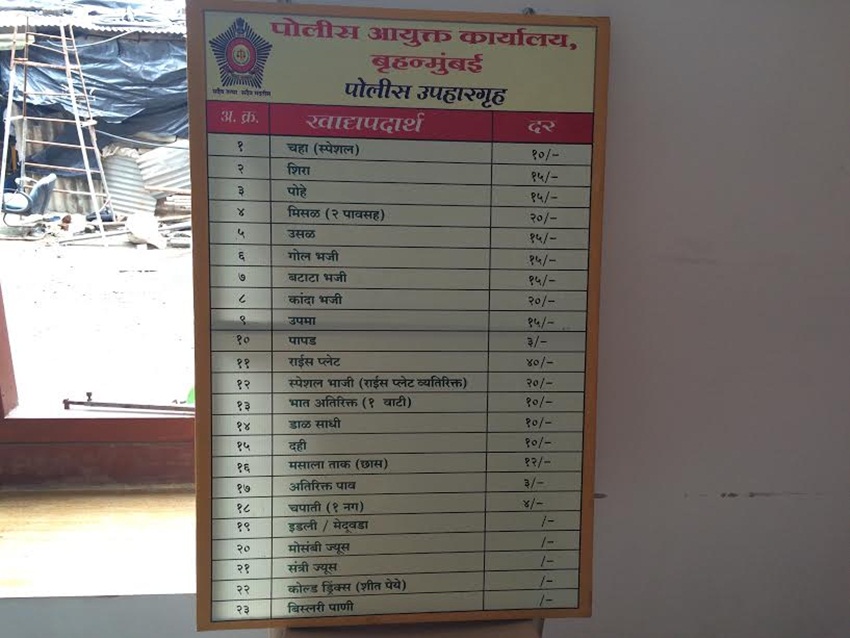 पोलीस आयुक्त कार्यालय,
बृहन्मुंबई
पोलीस उपहारगृह
अ. क्र. खाद्यपदार्थ दर
१ चहा (स्पेशल) १०/-
२ शिरा १५/-
३ पोहे १५/-
४ मिसळ (२ पावसह) २०/-
५ उसळ १५/-
६ गोल भजी १५/-
७ बटाटा भजी १५/-
८ कांदा भजी २०/-
९ उपमा १५/-
१० पापड ३/-
११ राईस प्लेट ४०/-
१२ स्पेशल भाजी (राईस प्लेट व्यतिरिक्त) २०/-
१३ भात अतिरिक्त (१ वाटी) १०/-
१४ डाळ साधी १०/-
१५ दही १०/-
१६ मसाला ताक (छास) १२/-
१७ अतिरिक्त पाव ३/-
१८ चपाती (१ नग) ४/-
१९ इडली / मेदूवडा /-
२० मोसंबी ज्यूस /-
२१ संत्री ज्यूस /-
२२ कोल्ड ड्रिंक्स (शीत पेये) /-
२३ बिस्लरी पाणी /-